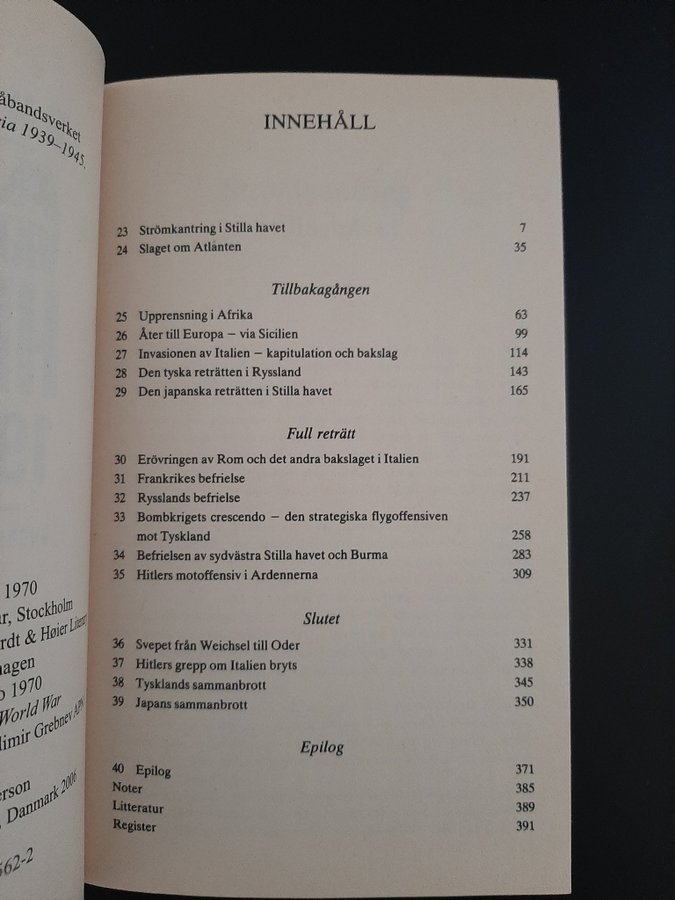 åbandsverket
ria 1939–1945.
1970
r, Stockholm
rdt & Høier Literary
hagen
1970
World War
limir Grebnev APN
erson
, Danmark 2006
562-2
INNEHÅLL
23 Strömkantring i Stilla havet 7
24 Slaget om Atlanten 35
Tillbakagången
25 Upprensning i Afrika 63
26 Åter till Europa – via Sicilien 99
27 Invasionen av Italien – kapitulation och bakslag 114
28 Den tyska reträtten i Ryssland 143
29 Den japanska reträtten i Stilla havet 165
Full reträtt
30 Erövringen av Rom och det andra bakslaget i Italien 191
31 Frankrikes befrielse 211
32 Rysslands befrielse 237
33 Bombkrigets crescendo – den strategiska flygoffensiven
mot Tyskland 258
34 Befrielsen av sydvästra Stilla havet och Burma 283
35 Hitlers motoffensiv i Ardennerna 309
Slutet
36 Svepet från Weichsel till Oder 331
37 Hitlers grepp om Italien bryts 338
38 Tysklands sammanbrott 345
39 Japans sammanbrott 350
Epilog
40 Epilog 371
Noter 385
Litteratur 389
Register 391